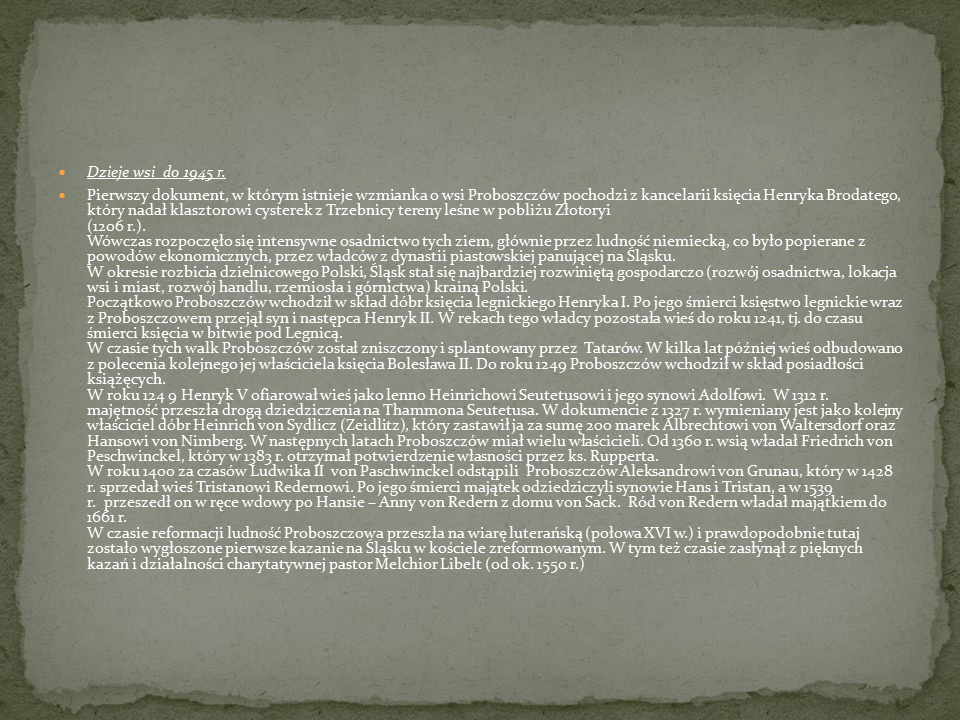 Dzieje wsi do 1945 r.
Pierwszy dokument, w którym istnieje wzmianka o wsi Proboszczów pochodzi z kancelarii księcia Henryka Brodatego,
który nadał klasztorowi cysterek z Trzebnicy tereny leśne w pobliżu Złotoryi
(1206 r.).
Wówczas rozpoczęło się intensywne osadnictwo tych ziem, głównie przez ludność niemiecką, co było popierane z
powodów ekonomicznych, przez władców z dynastii piastowskiej panującej na Śląsku.
W okresie rozbicia dzielnicowego Polski, Śląsk stał się najbardziej rozwiniętą gospodarczo (rozwój osadnictwa, lokacja
wsi i miast, rozwój handlu, rzemiosła i górnictwa) krainą Polski.
Początkowo Proboszczów wchodził w skład dóbr księcia legnickiego Henryka I. Po jego śmierci księstwo legnickie wraz
z Proboszczowem przejął syn i następca Henryk II. W rekach tego władcy pozostała wieś do roku 1241, tj. do czasu
śmierci księcia w bitwie pod Legnicą.
W czasie tych walk Proboszczów został zniszczony i splantowany przez Tatarów. W kilka lat później wieś odbudowano
z polecenia kolejnego jej właściciela księcia Bolesława II. Do roku 1249 Proboszczów wchodził w skład posiadłości
książęcych.
W roku 124 9 Henryk V ofiarował wieś jako lenno Heinrichowi Seutetusowi i jego synowi Adolfowi. W 1312 r.
majętność przeszła drogą dziedziczenia na Thammona Seutetusa. W dokumencie z 1327 r. wymieniany jest jako kolejny
właściciel dóbr Heinrich von Sydlicz (Zeidlitz), który zastawił ja za sumę 200 marek Albrechtowi von Waltersdorf oraz
Hansowi von Nimberg. W następnych latach Proboszczów miał wielu właścicieli. Od 1360 r. wsią władał Friedrich von
Peschwinckel, który w 1383 r. otrzymał potwierdzenie własności przez ks. Rupperta.
W roku 1400 za czasów Ludwika II von Paschwinckel odstąpili Proboszczów Aleksandrowi von Grunau, który w 1428
r. sprzedał wieś Tristanowi Redernowi. Po jego śmierci majątek odziedziczyli synowie Hans i Tristan, a w 1539
r. przeszedł on w ręce wdowy po Hansie – Anny von Redern z domu von Sack. Ród von Redern władał majątkiem do
1661 r.
W czasie reformacji ludność Proboszczowa przeszła na wiarę luterańską (połowa XVI w.) i prawdopodobnie tutaj
zostało wygłoszone pierwsze kazanie na Śląsku w kościele zreformowanym. W tym też czasie zasłynął z pięknych
kazań i działalności charytatywnej pastor Melchior Libelt (od ok. 1550 r.)